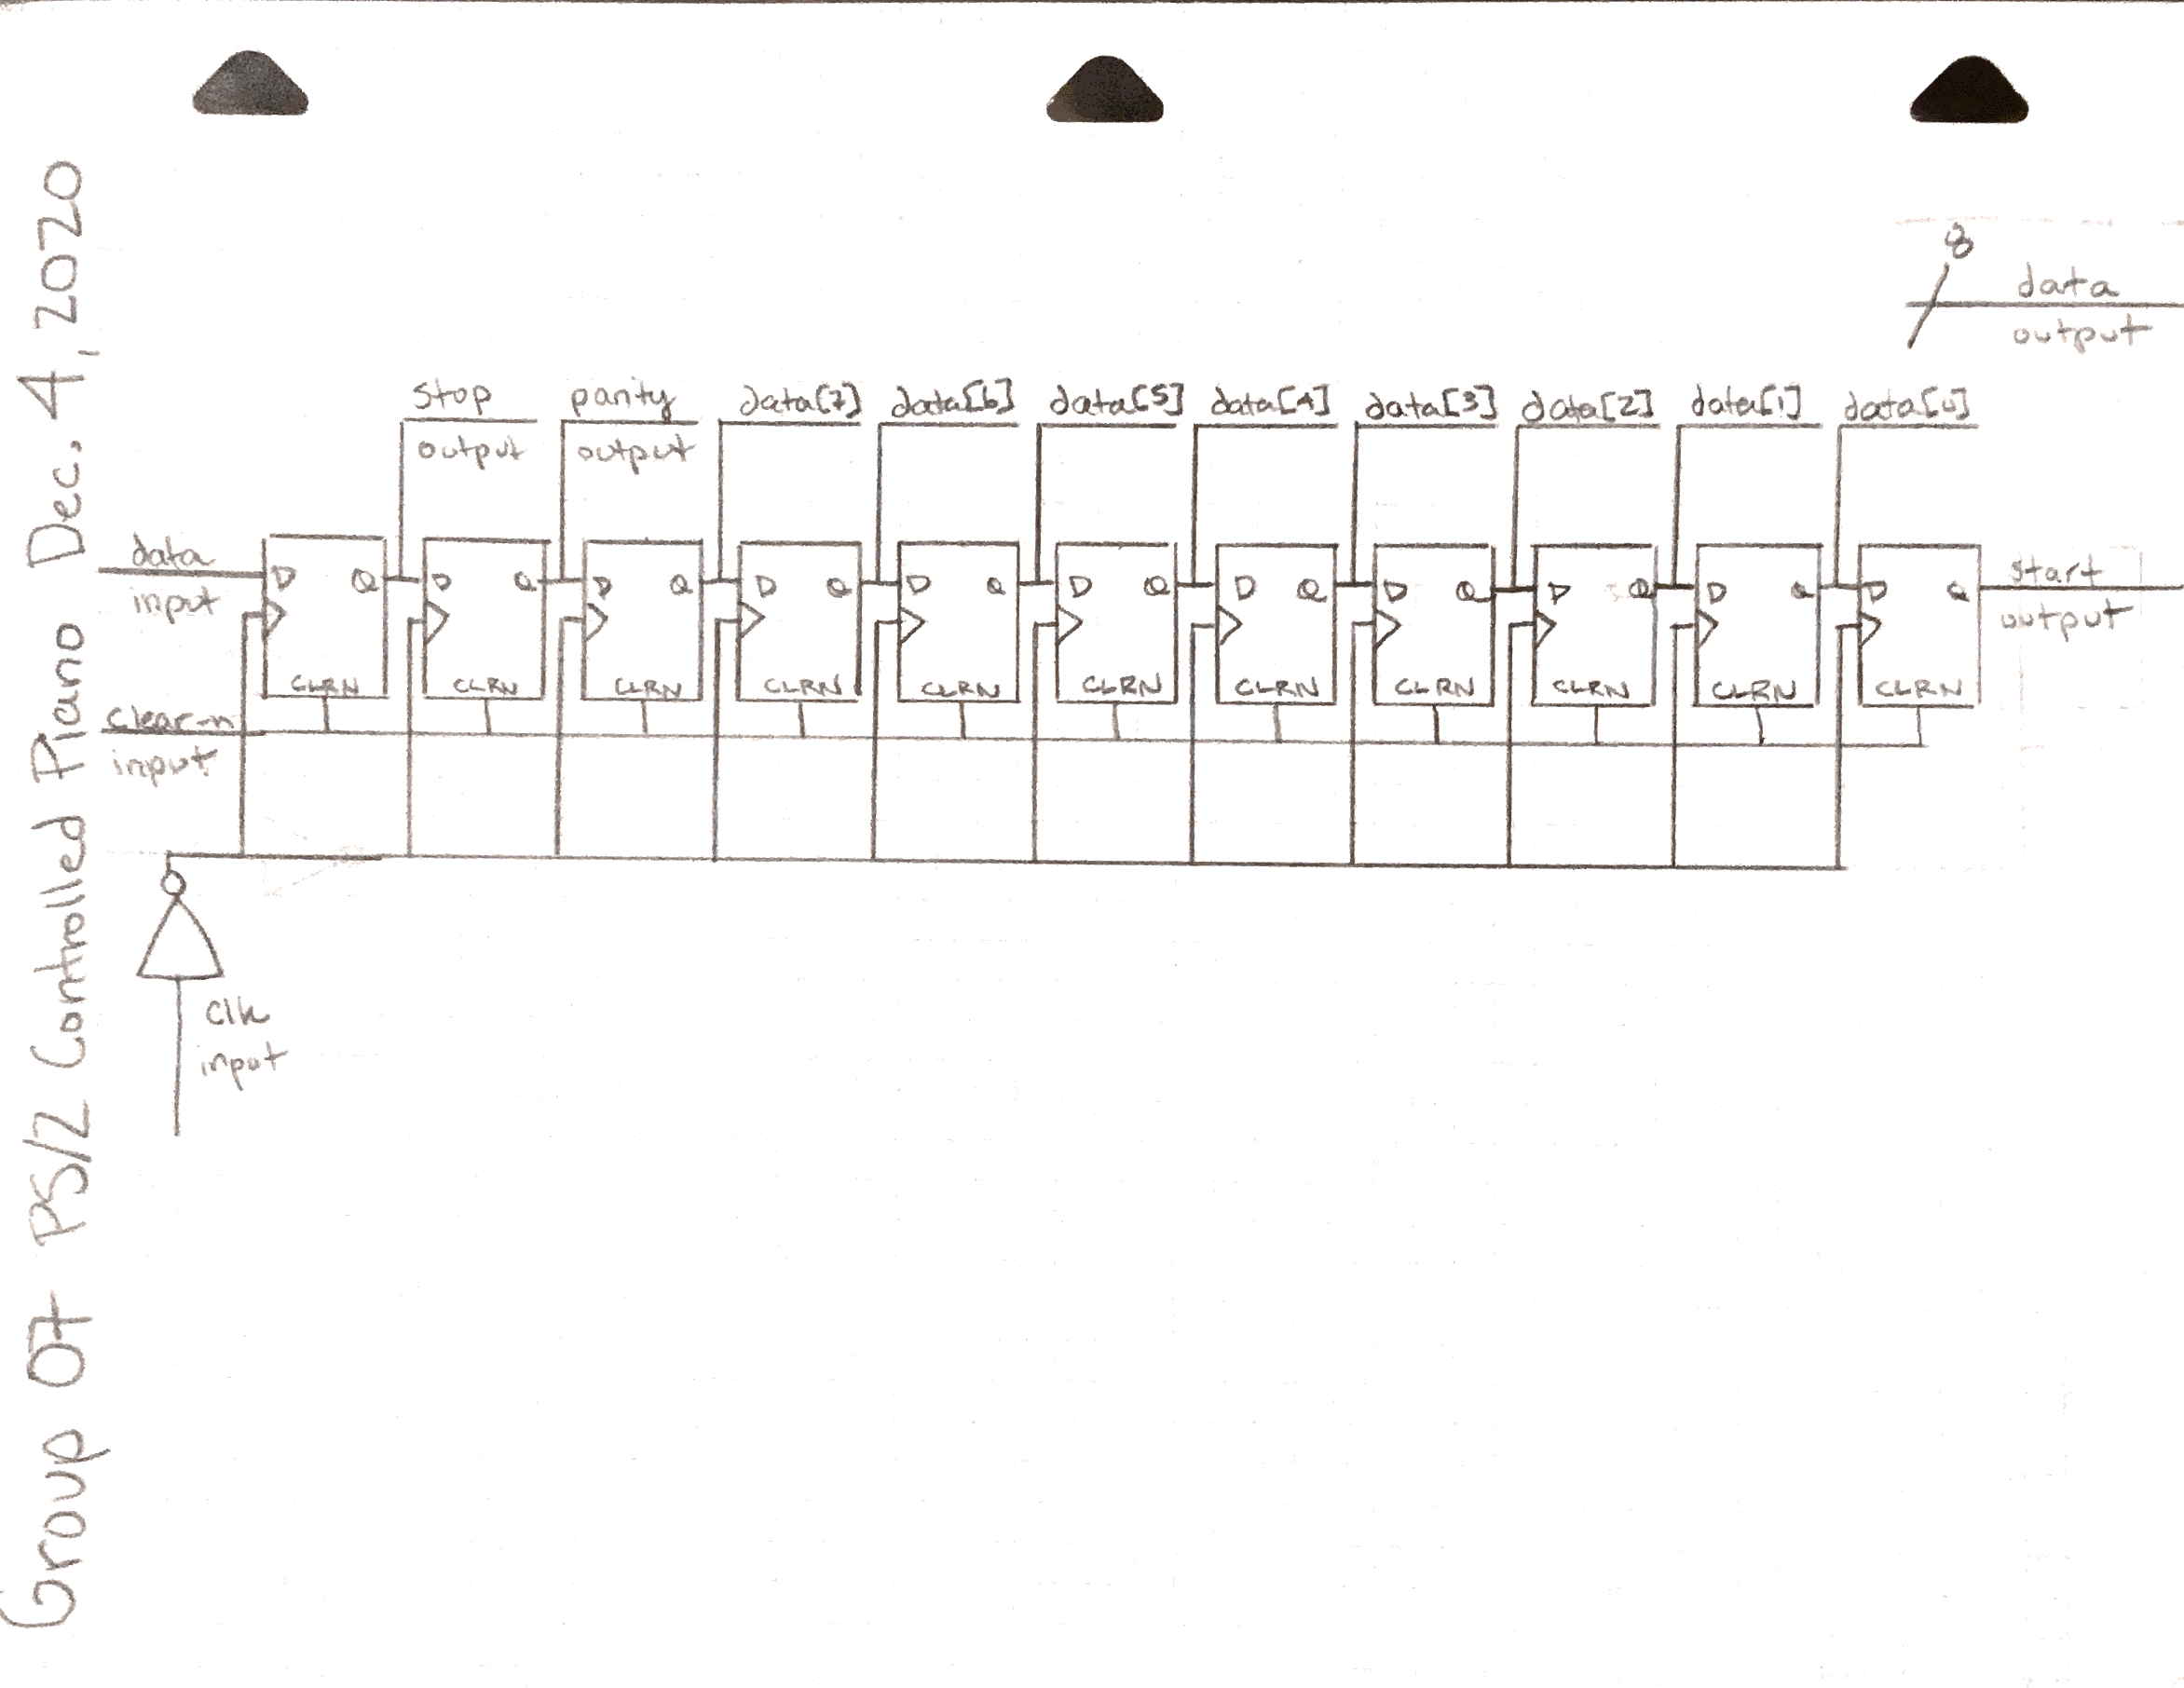 Group 07 PS/2 Controlled Piano Dec. 4, 2020
8
data
output
stop
output
parity
output
data[7]
data[6]
data[5]
data[4]
data[3]
data[2]
data[1]
data[0]
data
input
D Q
D Q
D Q
D Q
D Q
D Q
D Q
D Q
D Q
D Q
D Q
start
output
CLRN
CLRN
CLRN
CLRN
CLRN
CLRN
CLRN
CLRN
CLRN
CLRN
CLRN
clear-n
input
clk
input